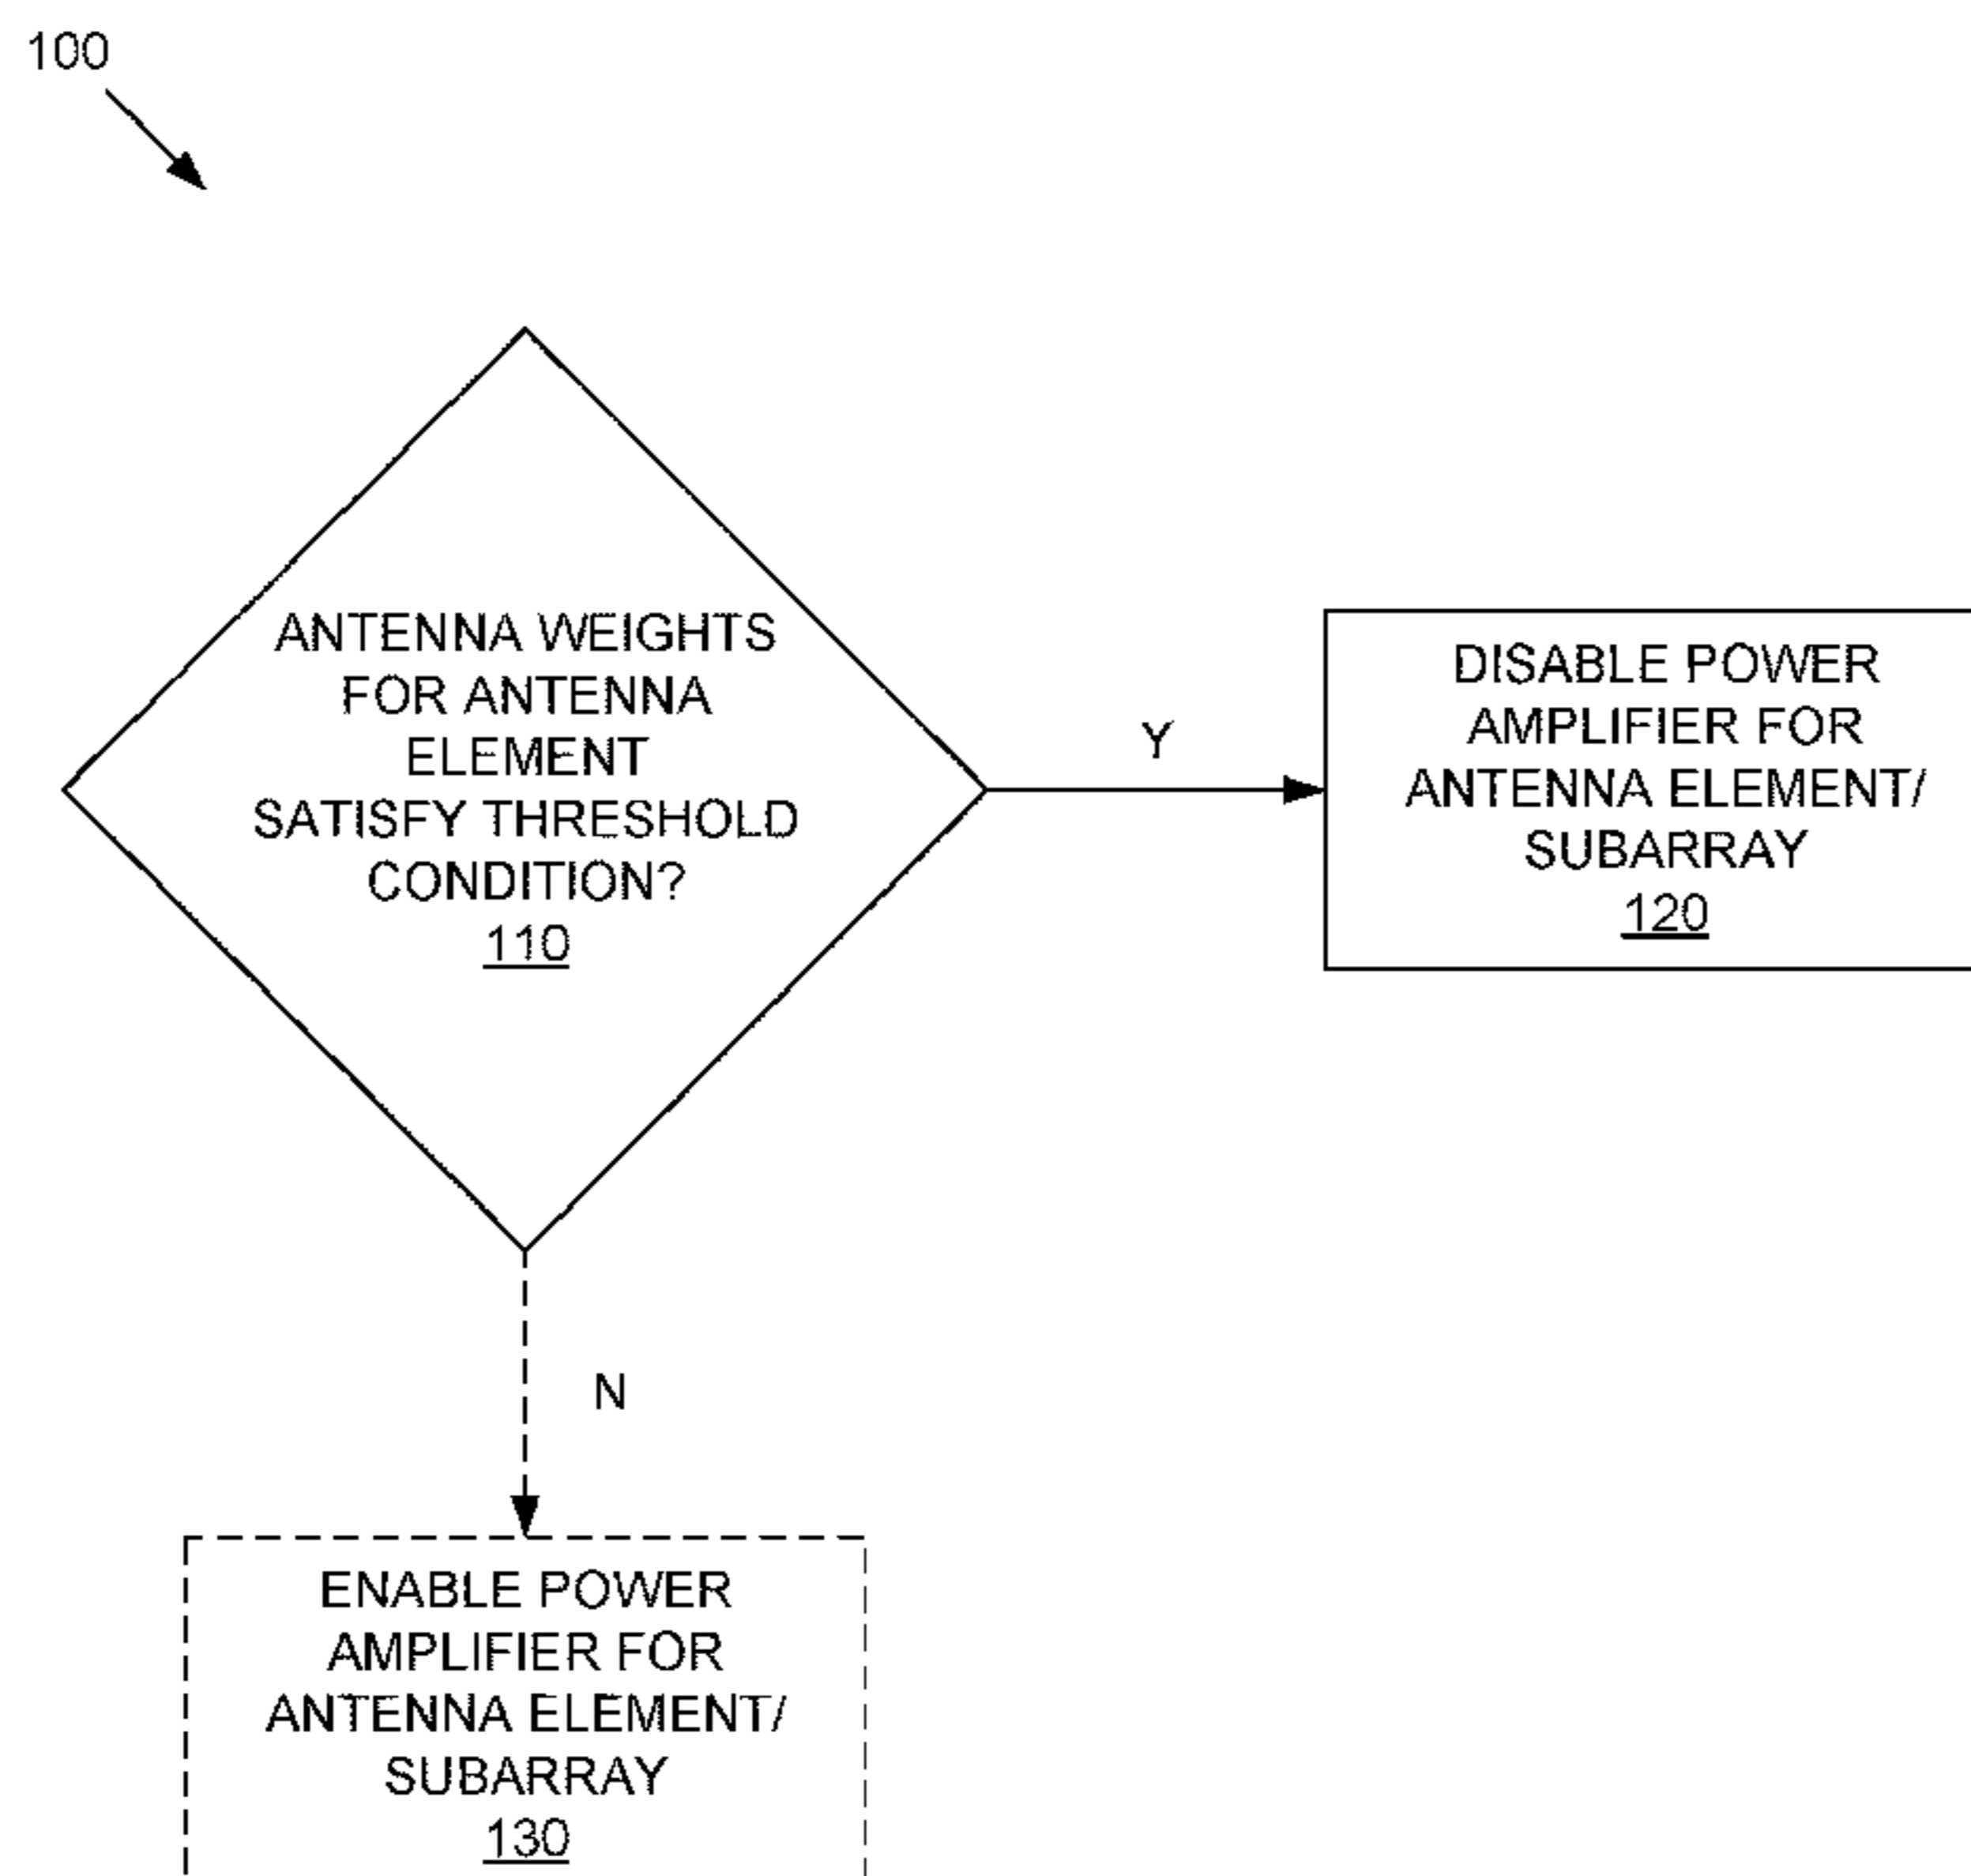 100
ANTENNA WEIGHTS
FOR ANTENNA
ELEMENT
SATISFY THRESHOLD
CONDITION?
110
Y
DISABLE POWER
AMPLIFIER FOR
ANTENNA ELEMENT/
SUBARRAY
120
N
ENABLE POWER
AMPLIFIER FOR
ANTENNA ELEMENT/
SUBARRAY
130